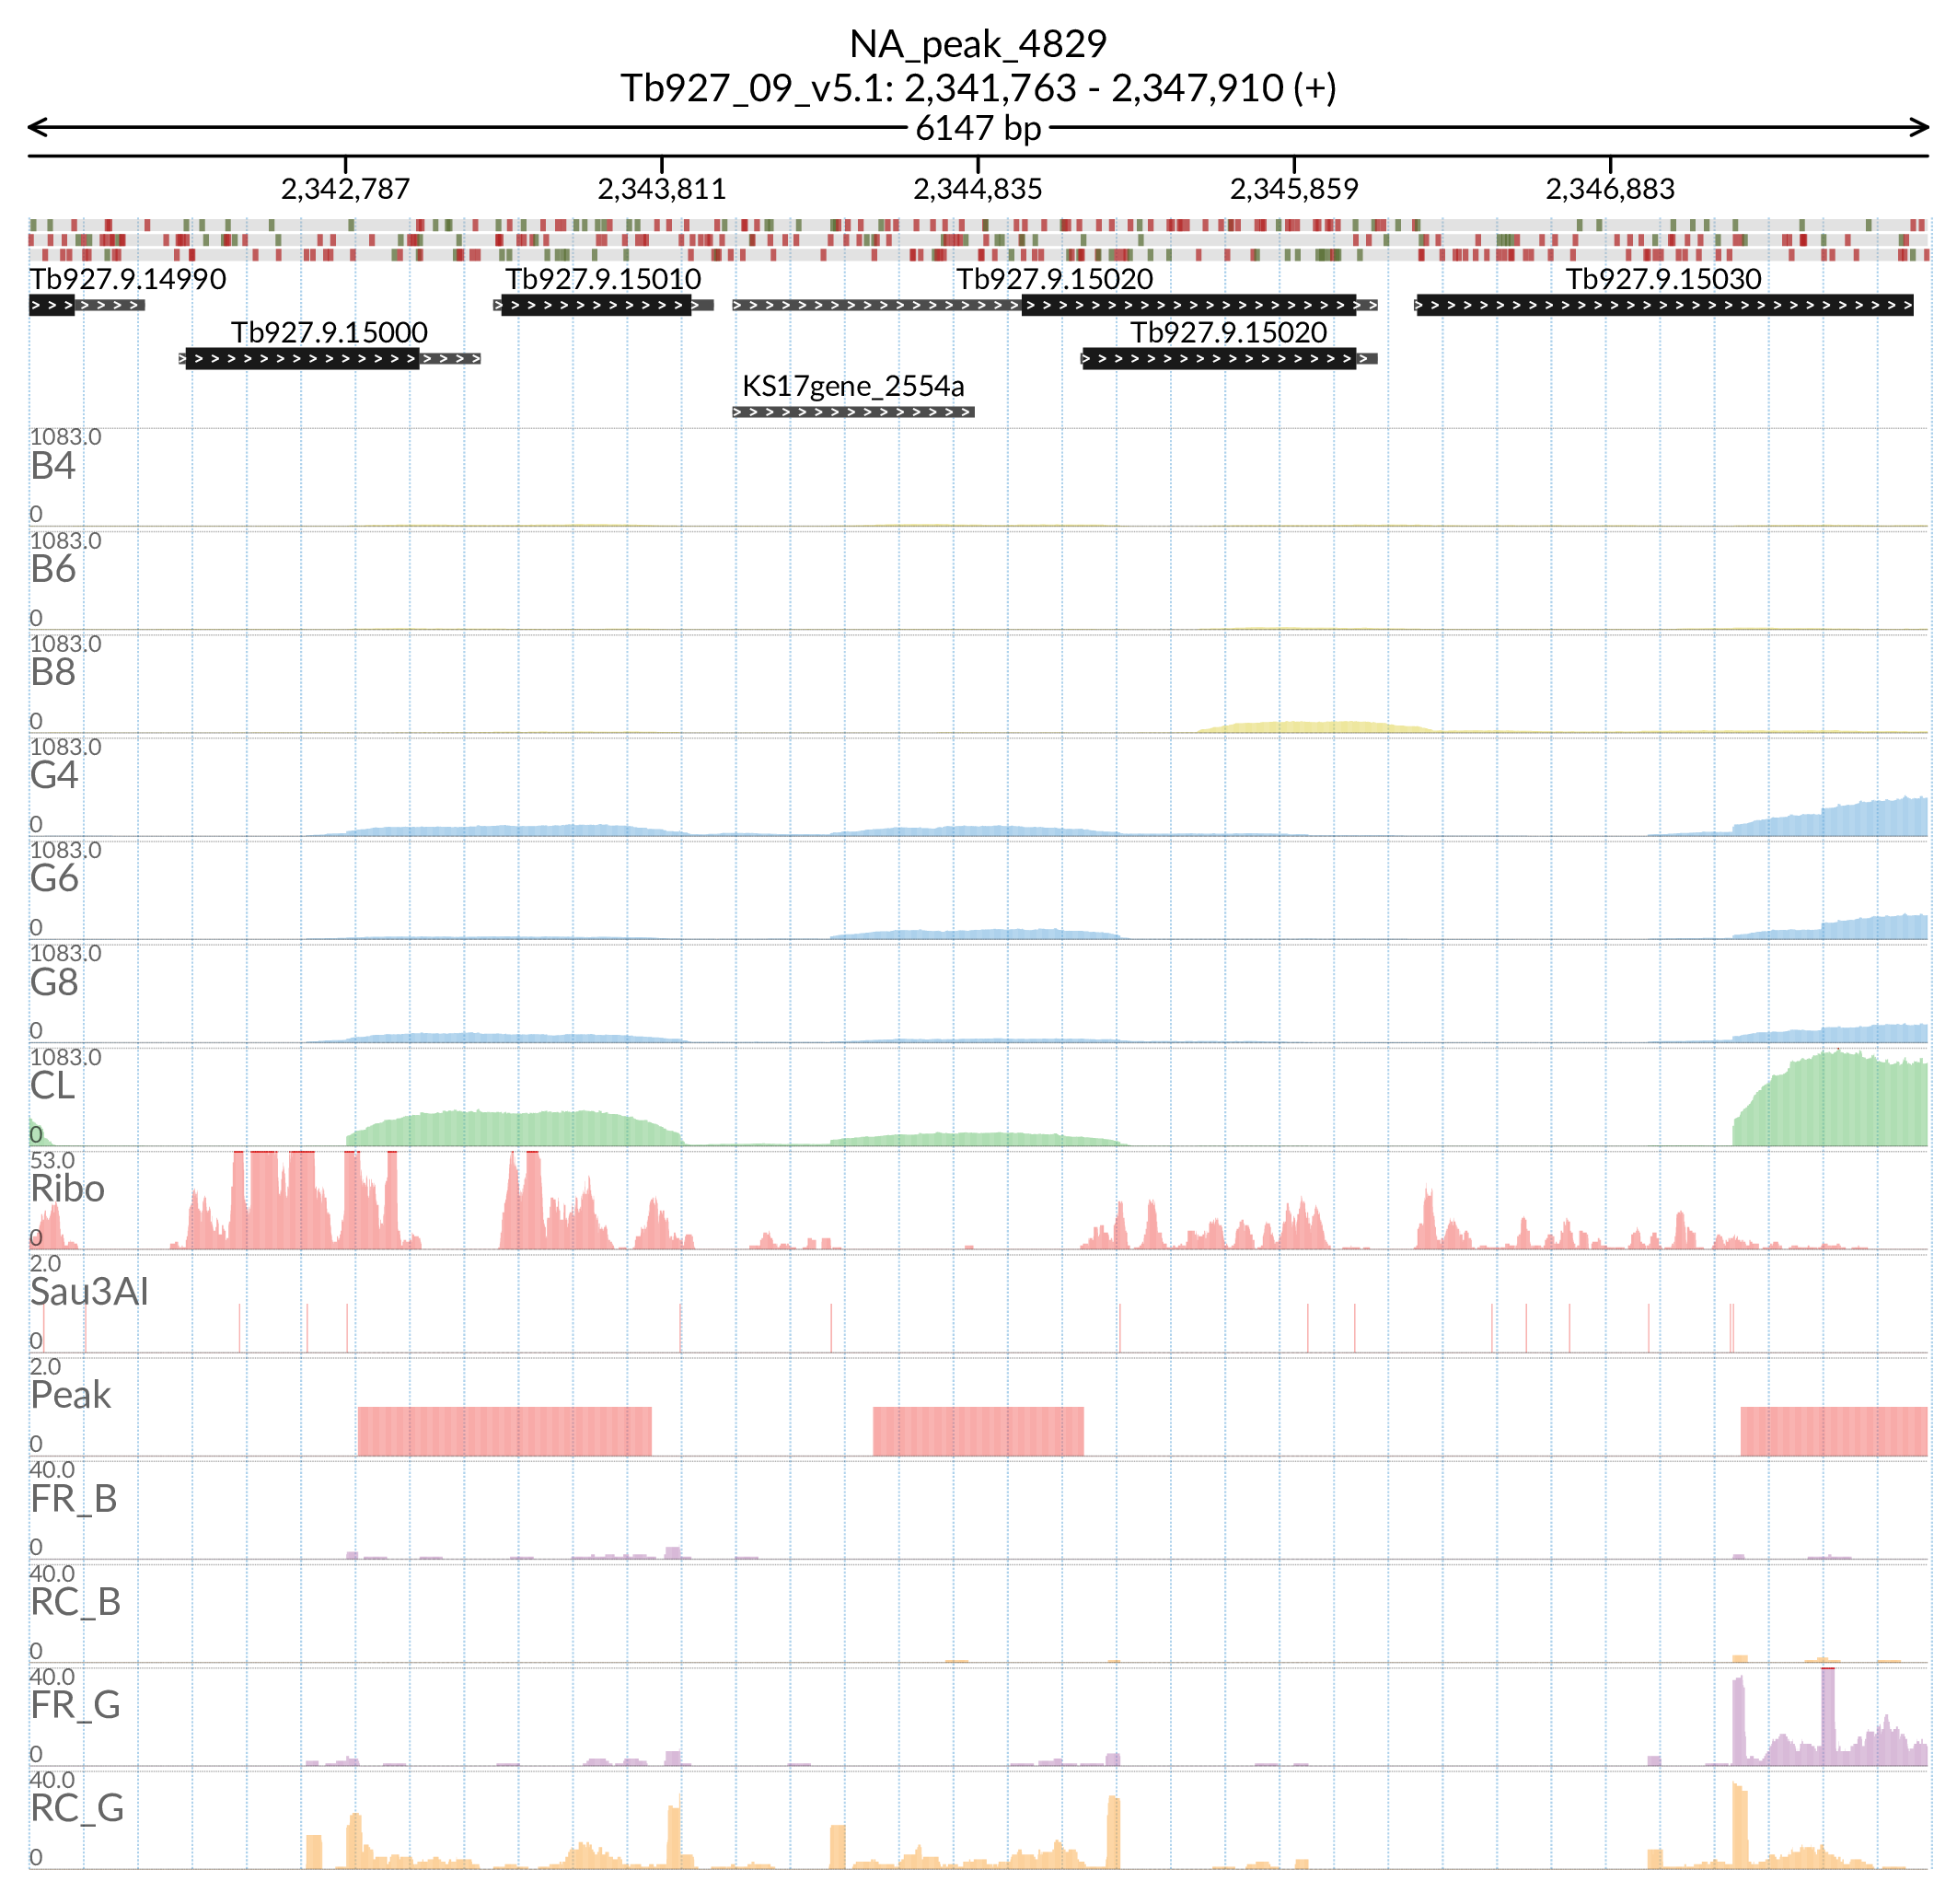 NA_peak_4829
Tb927_09_v5.1: 2,341,763 - 2,347,910 (+)
6147 bp
2,342,787 2,343,811 2,344,835 2,345,859 2,346,883
Tb927.9.14990 Tb927.9.15010 Tb927.9.15020 Tb927.9.15030
Tb927.9.15000 Tb927.9.15020
KS17gene_2554a
1083.0
B4
0
1083.0
B6
0
1083.0
B8
0
1083.0
G4
0
1083.0
G6
0
1083.0
G8
0
1083.0
CL
0
53.0
Ribo
0
2.0
Sau3AI
0
2.0
Peak
0
40.0
FR_B
0
40.0
RC_B
0
40.0
FR_G
0
40.0
RC_G
0